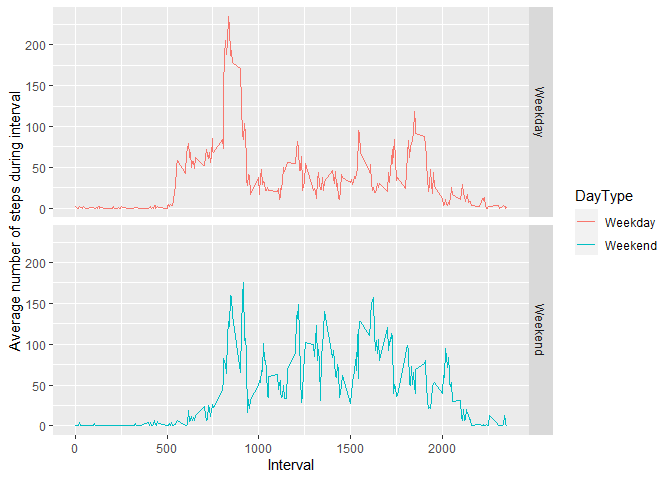 Average number of steps during interval
200
150
100
50
0
Weekday
200
150
100
50
0
Weekend
0
500
1000
1500
2000
Interval
DayType
Weekday
Weekend